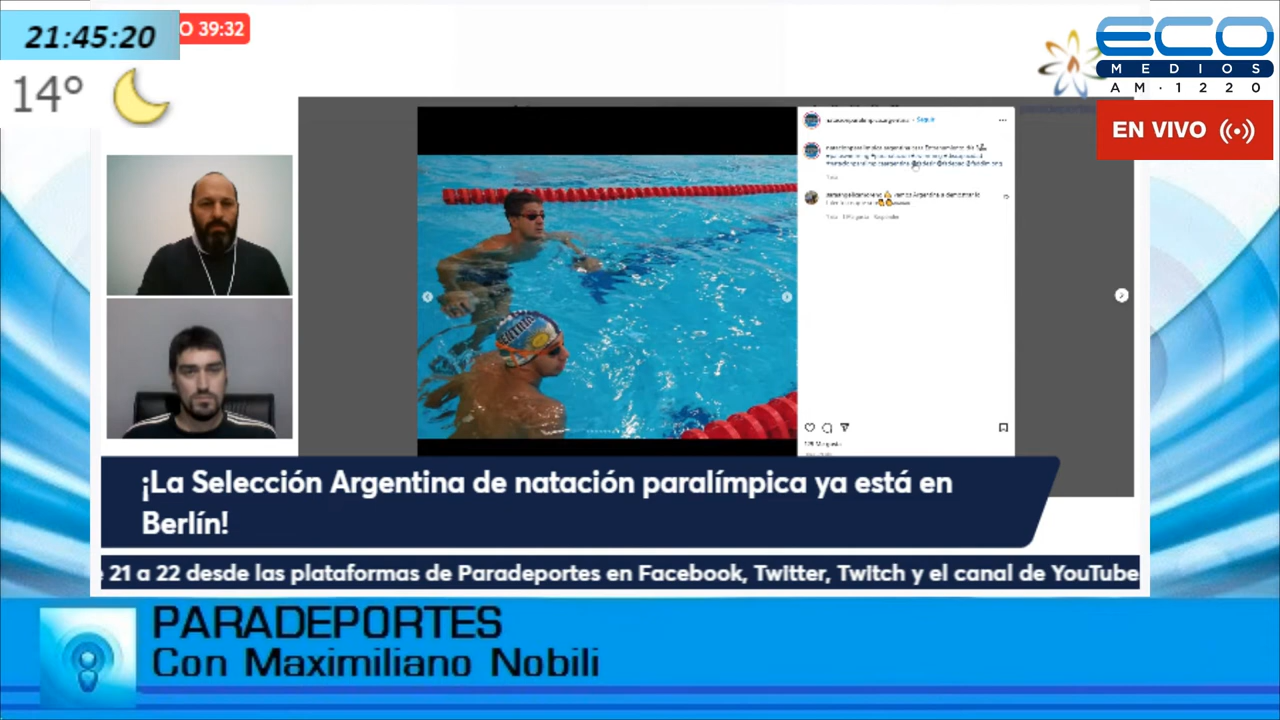 21:45:20
O 39:32
14°
ECO
MEDIOS
AM·1220
EN VIVO
natacionparalimpicaargentina · Seguir
¡La Selección Argentina de natación paralímpica ya está en
Berlín!
21 a 22 desde las plataformas de Paradeportes en Facebook, Twitter, Twitch y el canal de YouTube
PARADEPORTES
Con Maximiliano Nobili